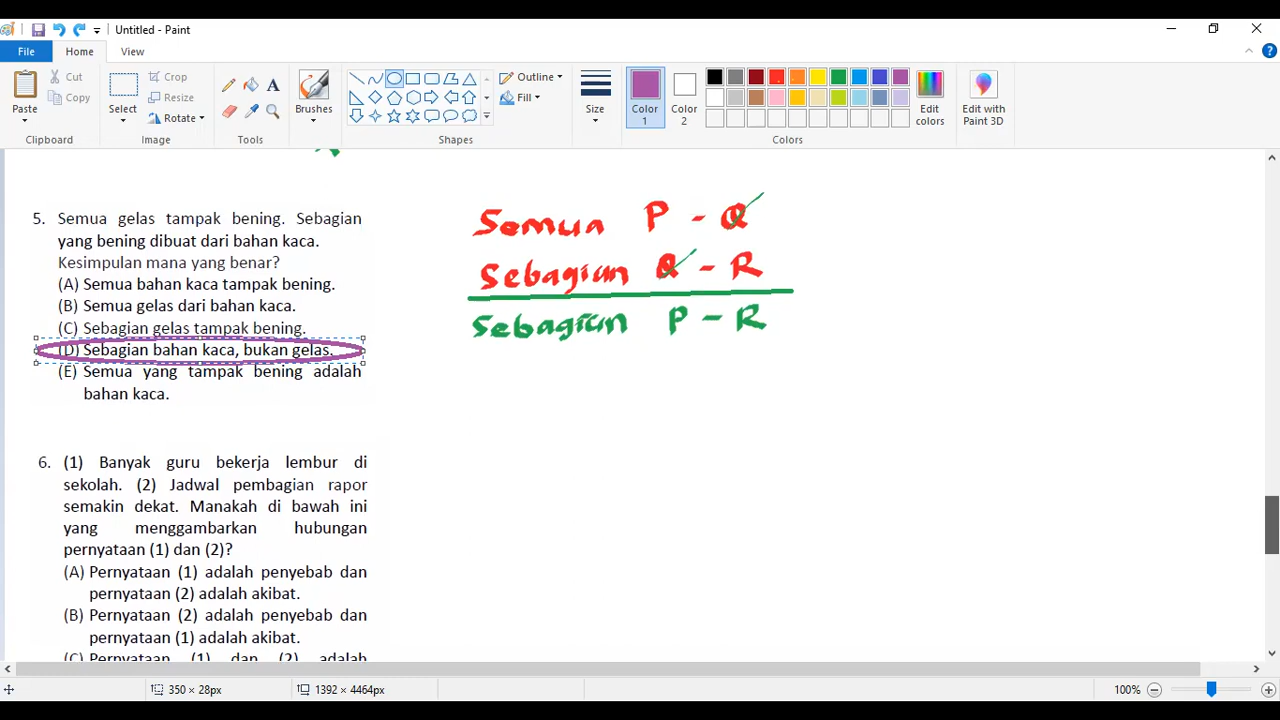 Untitled - Paint
File Home View
Paste
Cut
Copy
Clipboard
Select
Crop
Resize
Rotate
Image
A
Tools
Brushes
Outline
Fill
Shapes
Size
Color 1
Color 2
Edit colors
Edit with Paint 3D
Colors
5. Semua gelas tampak bening. Sebagian
yang bening dibuat dari bahan kaca.
Kesimpulan mana yang benar?
(A) Semua bahan kaca tampak bening.
(B) Semua gelas dari bahan kaca.
(C) Sebagian gelas tampak bening.
(D) Sebagian bahan kaca, bukan gelas.
(E) Semua yang tampak bening adalah
bahan kaca.
Semua P - Q
Sebagian Q - R
Sebagian P - R
6. (1) Banyak guru bekerja lembur di
sekolah. (2) Jadwal pembagian rapor
semakin dekat. Manakah di bawah ini
yang menggambarkan hubungan
pernyataan (1) dan (2)?
(A) Pernyataan (1) adalah penyebab dan
pernyataan (2) adalah akibat.
(B) Pernyataan (2) adalah penyebab dan
pernyataan (1) adalah akibat.
(C) Pernyataan (1) dan (2) adalah
350 × 28px
1392 × 4464px
100%